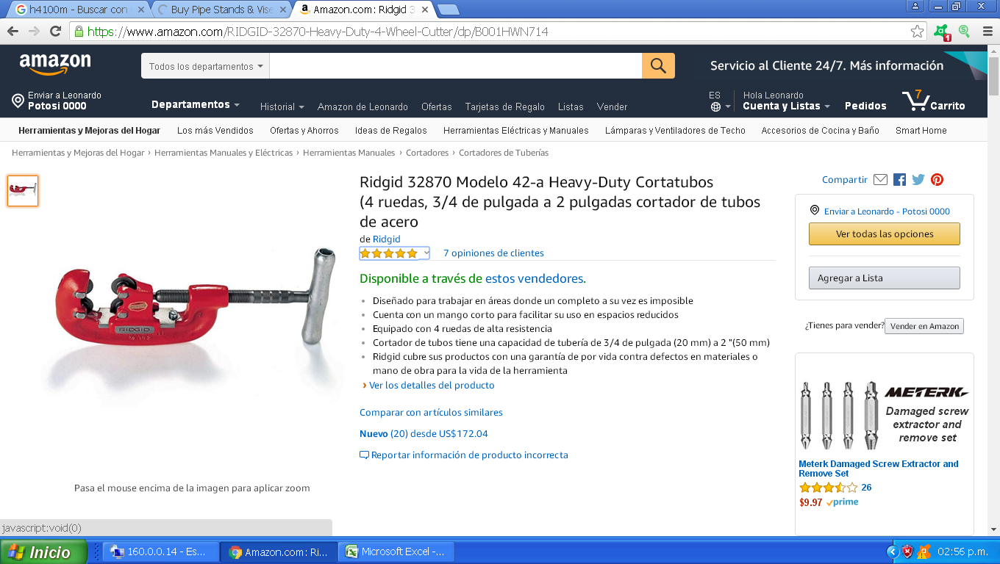 h4100m - Buscar con
Buy Pipe Stands & Vise
Amazon.com: Ridgid 3
https://www.amazon.com/RIDGID-32870-Heavy-Duty-4-Wheel-Cutter/dp/B001HWN714
1
amazon
Todos los departamentos
Servicio al Cliente 24/7. Más información
Enviar a Leonardo
Potosi 0000
Departamentos
Historial
Amazon de Leonardo
Ofertas
Tarjetas de Regalo
Listas
Vender
ES
Hola Leonardo
Cuenta y Listas
Pedidos
7
Carrito
Herramientas y Mejoras del Hogar
Los más Vendidos
Ofertas y Ahorros
Ideas de Regalos
Herramientas Eléctricas y Manuales
Lámparas y Ventiladores de Techo
Accesorios de Cocina y Baño
Smart Home
Herramientas y Mejoras del Hogar › Herramientas Manuales y Eléctricas › Herramientas Manuales › Cortadores › Cortadores de Tuberías
RIDGID
Ridgid 32870 Modelo 42-a Heavy-Duty Cortatubos
(4 ruedas, 3/4 de pulgada a 2 pulgadas cortador de tubos
de acero
de Ridgid
7 opiniones de clientes
Disponible a través de estos vendedores.
Diseñado para trabajar en áreas donde un completo a su vez es imposible
Cuenta con un mango corto para facilitar su uso en espacios reducidos
Equipado con 4 ruedas de alta resistencia
Cortador de tubos tiene una capacidad de tubería de 3/4 de pulgada (20 mm) a 2 "(50 mm)
Ridgid cubre sus productos con una garantía de por vida contra defectos en materiales o
mano de obra para la vida de la herramienta
› Ver los detalles del producto
Comparar con artículos similares
Nuevo (20) desde US$172.04
Reportar información de producto incorrecta
Pasa el mouse encima de la imagen para aplicar zoom
Compartir
Enviar a Leonardo - Potosi 0000
Ver todas las opciones
Agregar a Lista
¿Tienes para vender?
Vender en Amazon
METERK
Damaged screw
extractor and
remove set
Meterk Damaged Screw Extractor and
Remove Set
26
$9.97 prime
javascript:void(0)
Inicio
160.0.0.14 - Es...
Amazon.com: Ri...
Microsoft Excel -...
02:56 p.m.